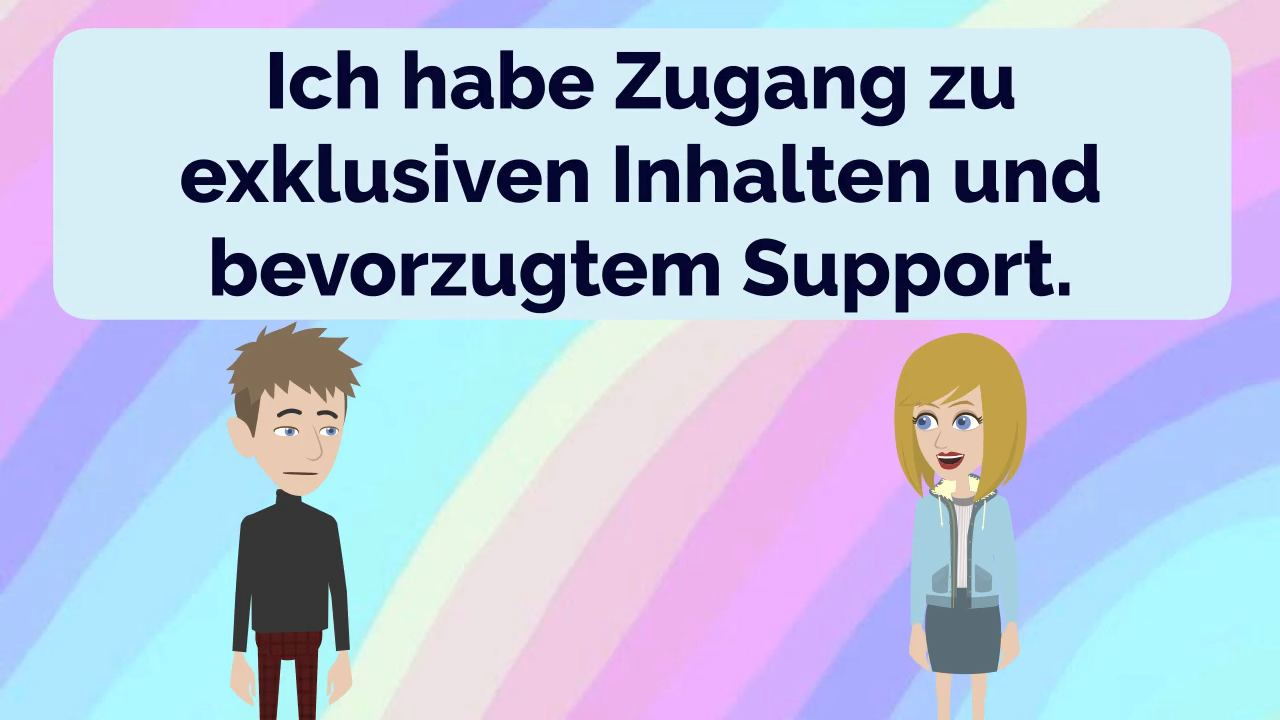 Ich habe Zugang zu
exklusiven Inhalten und
bevorzugtem Support.